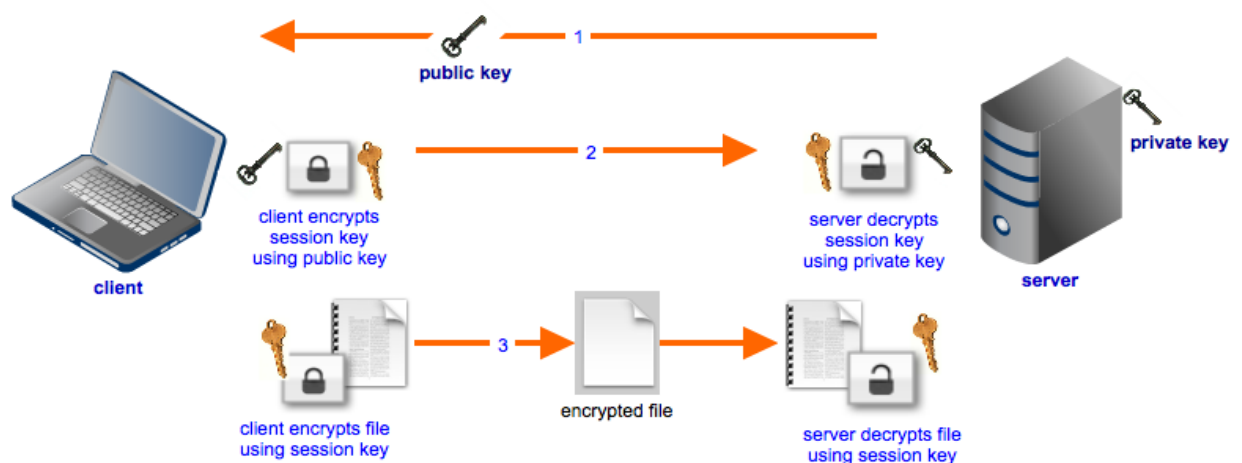 1
public key
private key
2
client encrypts
session key
using public key
server decrypts
session key
using private key
client
server
3
encrypted file
client encrypts file
using session key
server decrypts file
using session key